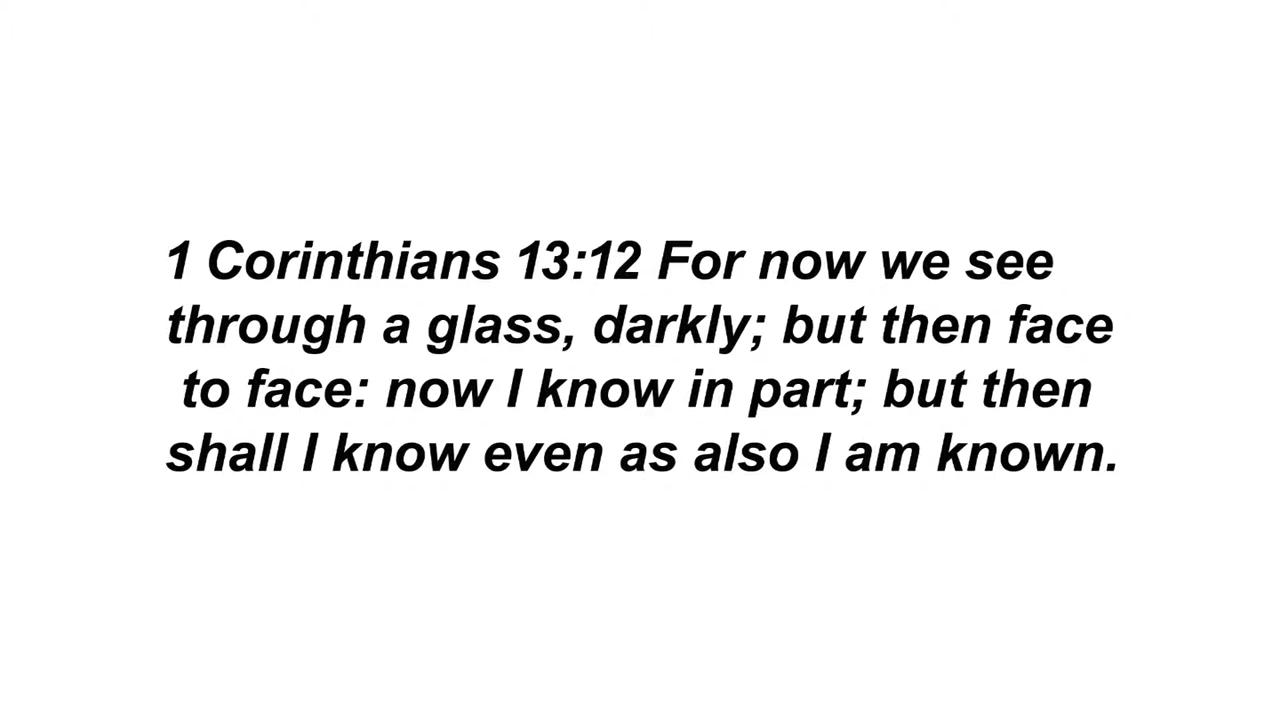 1 Corinthians 13:12 For now we see
through a glass, darkly; but then face
to face: now I know in part; but then
shall I know even as also I am known.